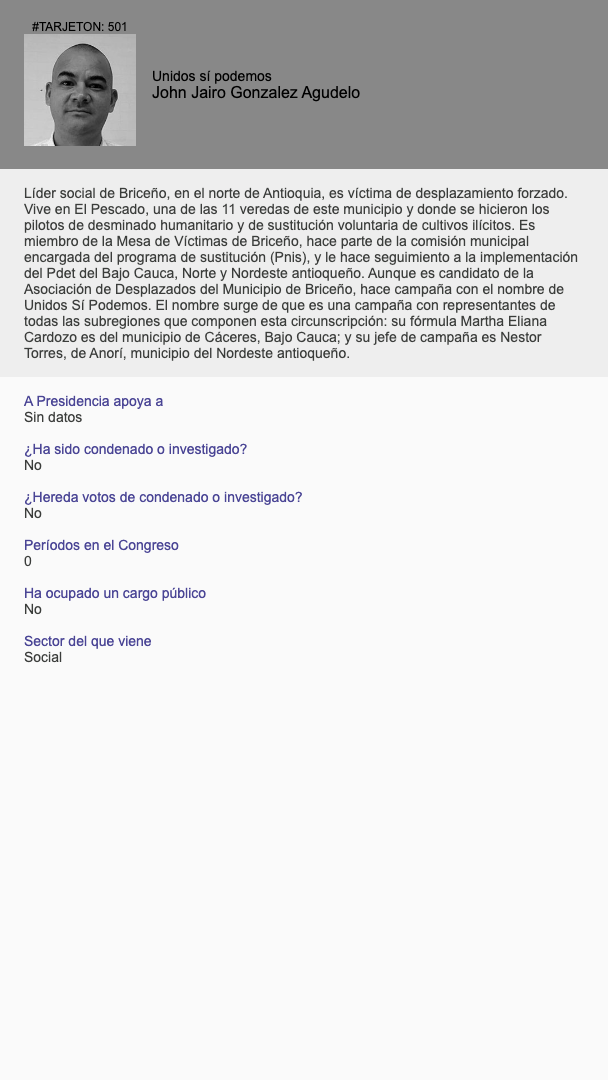 #TARJETON: 501
Unidos sí podemos
John Jairo Gonzalez Agudelo
Líder social de Briceño, en el norte de Antioquia, es víctima de desplazamiento forzado.
Vive en El Pescado, una de las 11 veredas de este municipio y donde se hicieron los
pilotos de desminado humanitario y de sustitución voluntaria de cultivos ilícitos. Es
miembro de la Mesa de Víctimas de Briceño, hace parte de la comisión municipal
encargada del programa de sustitución (Pnis), y le hace seguimiento a la implementación
del Pdet del Bajo Cauca, Norte y Nordeste antioqueño. Aunque es candidato de la
Asociación de Desplazados del Municipio de Briceño, hace campaña con el nombre de
Unidos Sí Podemos. El nombre surge de que es una campaña con representantes de
todas las subregiones que componen esta circunscripción: su fórmula Martha Eliana
Cardozo es del municipio de Cáceres, Bajo Cauca; y su jefe de campaña es Nestor
Torres, de Anorí, municipio del Nordeste antioqueño.
A Presidencia apoya a
Sin datos
¿Ha sido condenado o investigado?
No
¿Hereda votos de condenado o investigado?
No
Períodos en el Congreso
0
Ha ocupado un cargo público
No
Sector del que viene
Social